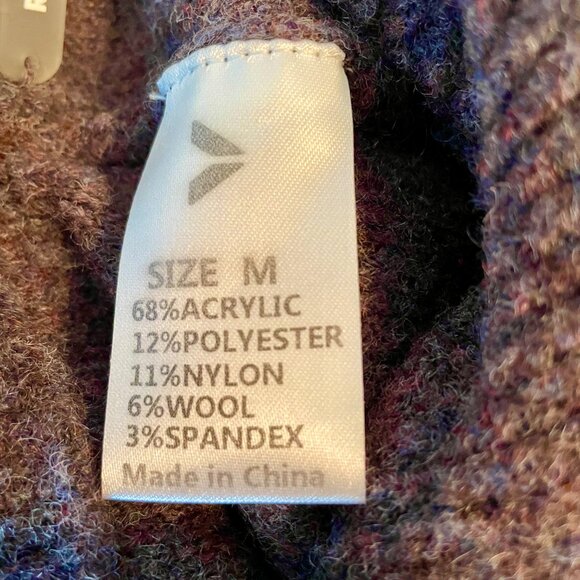 R
SIZE M
68%ACRYLIC
12%POLYESTER
11%NYLON
6%WOOL
3%SPANDEX
Made in China